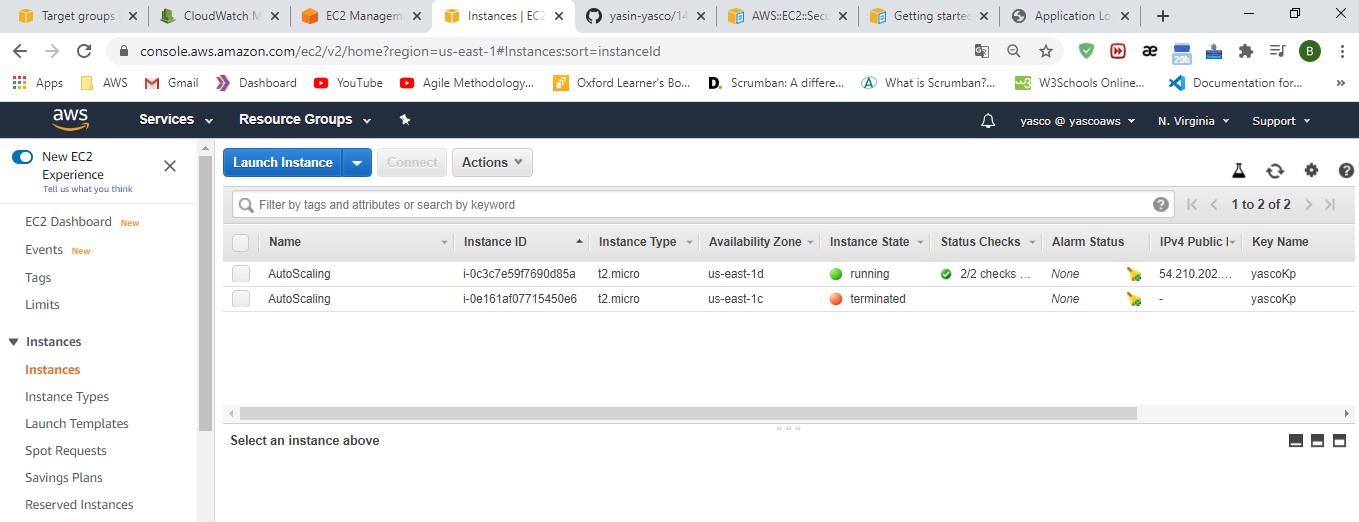 Target groups
CloudWatch M
EC2 Managem
Instances | EC2
yasin-yasco/14
AWS::EC2::Secu
Getting starte
Application Lo
console.aws.amazon.com/ec2/v2/home?region=us-east-1#Instances:sort=instanceId
æ
20h
B
Apps
AWS
Gmail
Dashboard
YouTube
Agile Methodology...
Oxford Learner's Bo...
D.
Scrumban: A differe...
What is Scrumban?...
W3Schools Online...
Documentation for...
»
aws
Services
Resource Groups
yasco @ yascoaws
N. Virginia
Support
New EC2
Experience
Tell us what you think
EC2 Dashboard New
Events New
Tags
Limits
Instances
Instances
Instance Types
Launch Templates
Spot Requests
Savings Plans
Reserved Instances
Launch Instance
Connect
Actions
Filter by tags and attributes or search by keyword
1 to 2 of 2
Name Instance ID Instance Type Availability Zone Instance State Status Checks Alarm Status IPv4 Public I Key Name
AutoScaling i-0c3c7e59f7690d85a t2.micro us-east-1d running 2/2 checks ... None 54.210.202.... yascoKp
AutoScaling i-0e161af07715450e6 t2.micro us-east-1c terminated None - yascoKp
Select an instance above